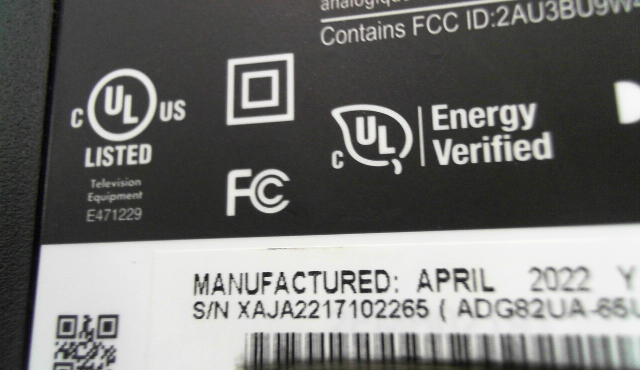 Contains FCC ID:2AU3BU9W
C UL US
LISTED
Television
Equipment
E471229
FC
C UL
Energy
Verified
MANUFACTURED: APRIL 2022 Y
S/N XAJA2217102265 ( ADG82UA-65U